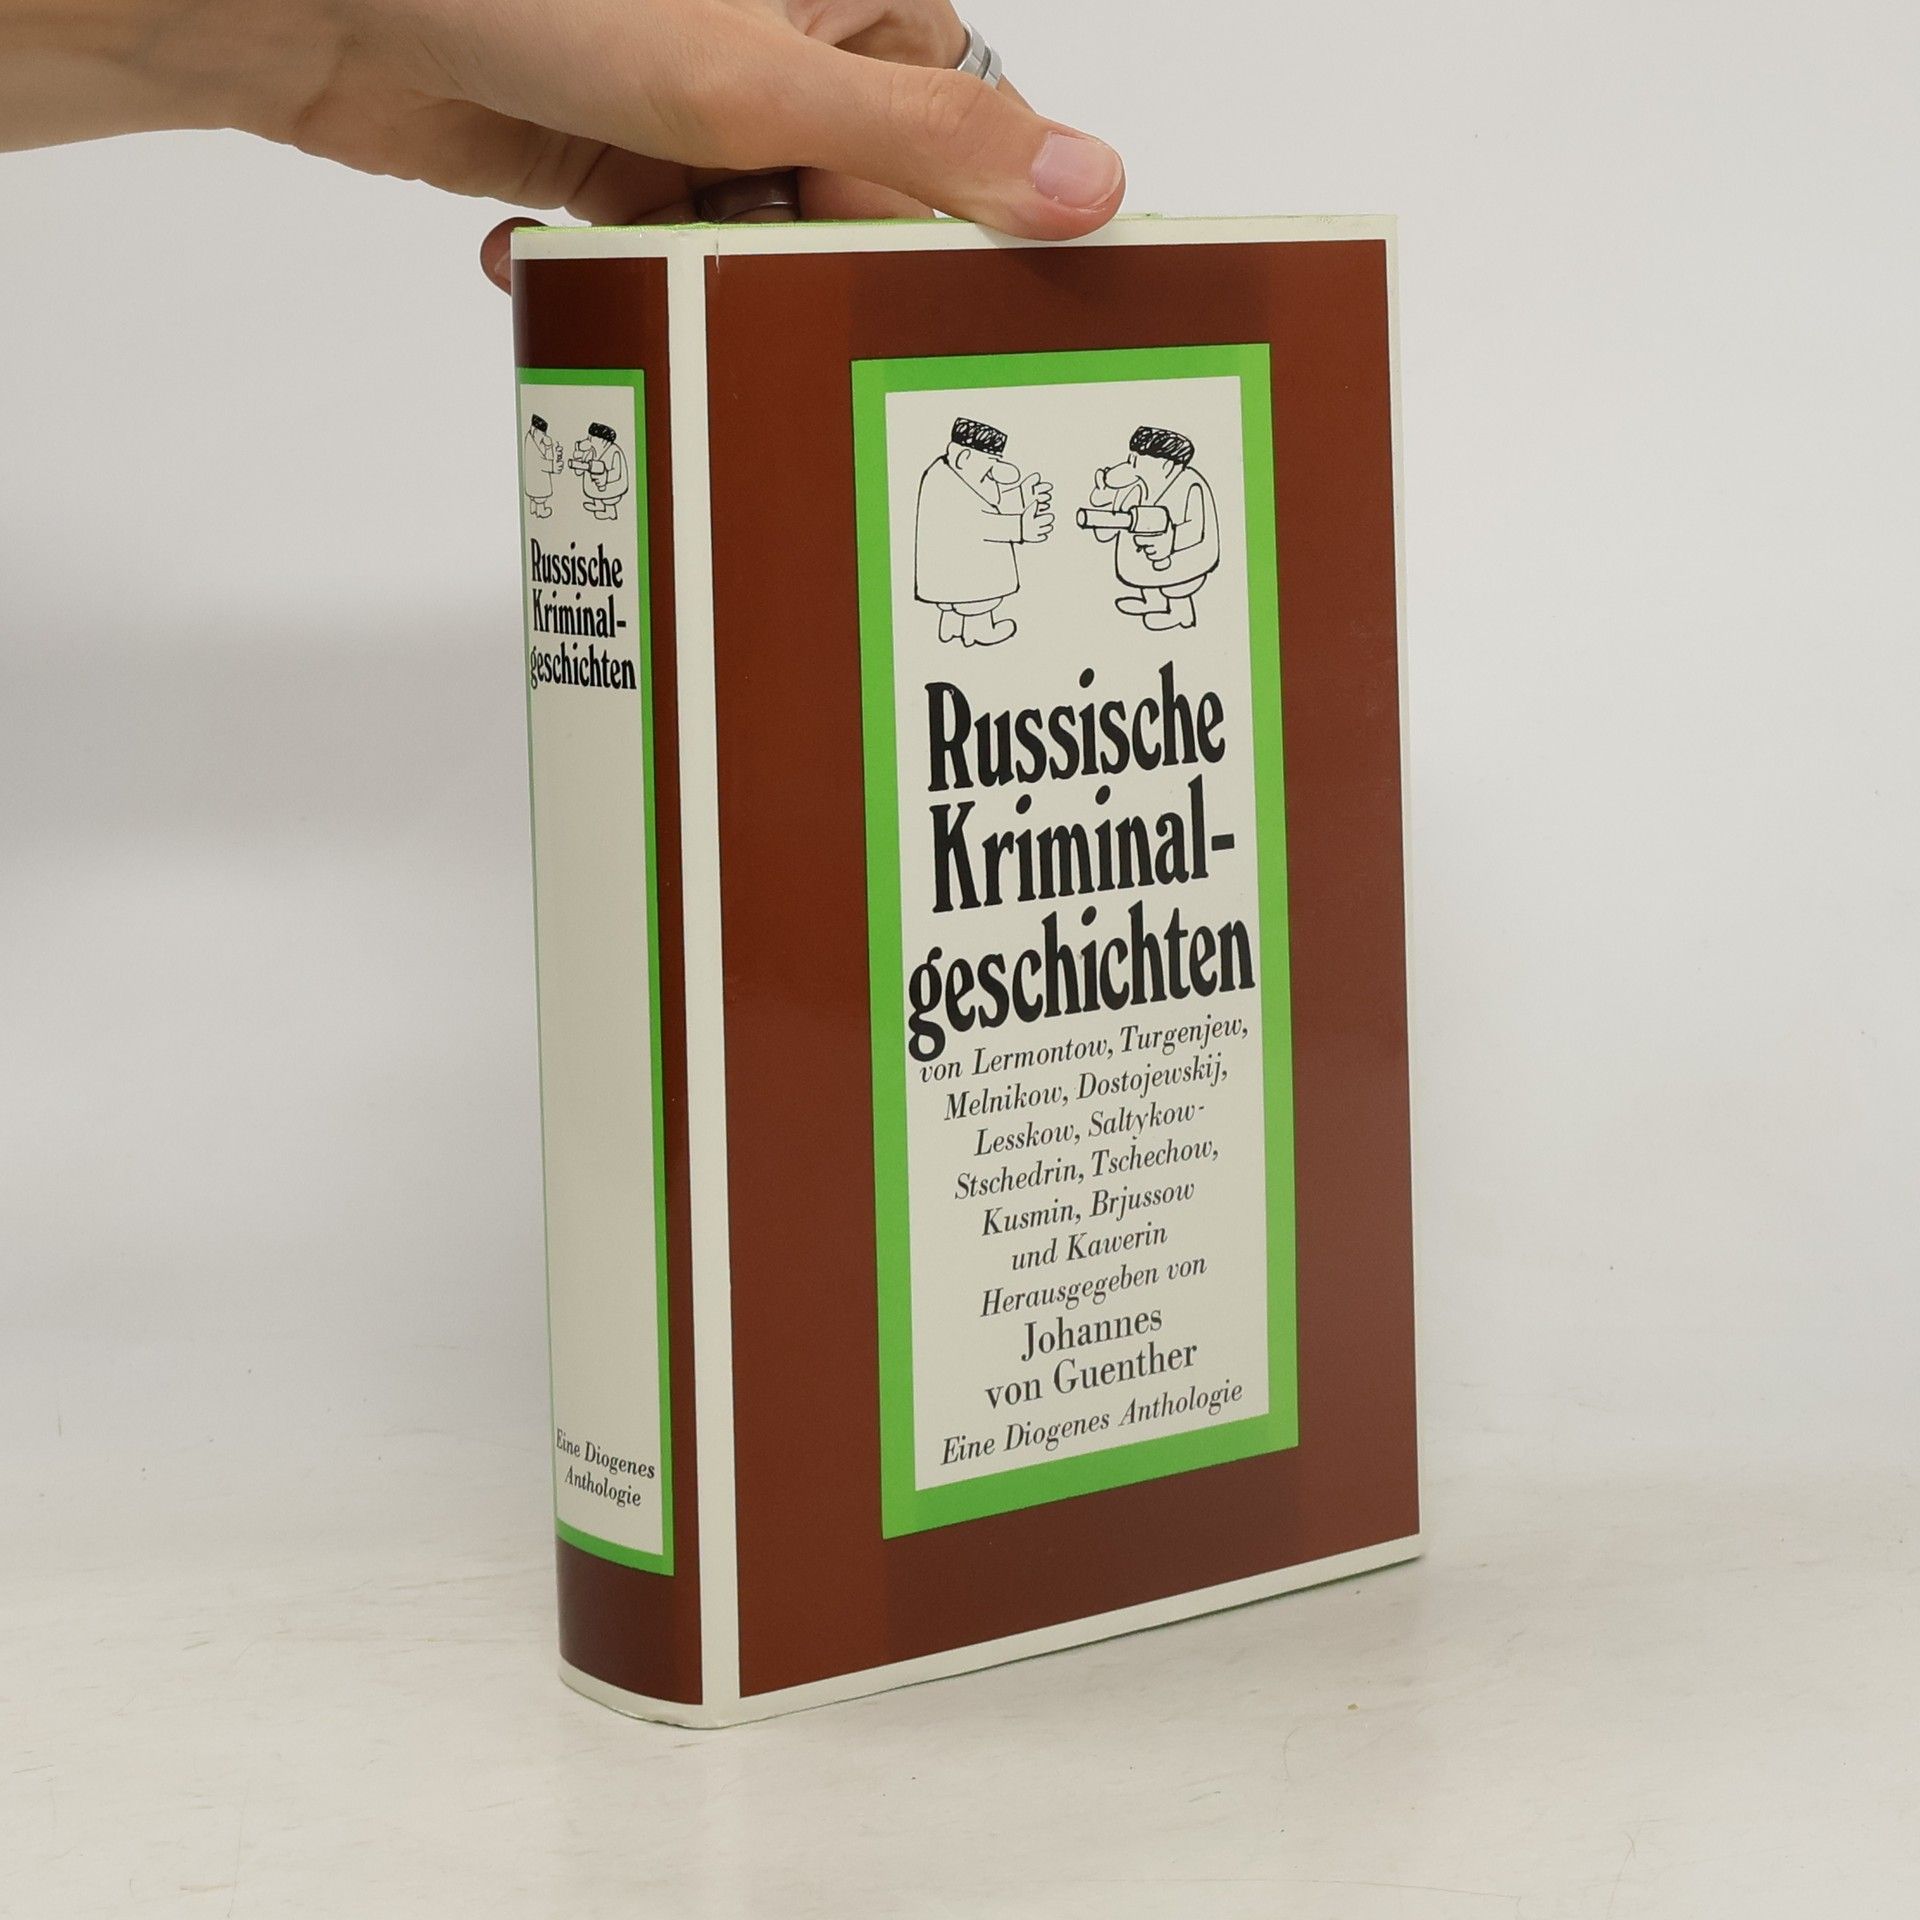 Russische
Kriminal-
geschichten
Eine Diogenes
Anthologie
Russische
Kriminal-
geschichten
von Lermontow, Turgenjew,
Melnikow, Dostojewskij,
Lesskow, Saltykow-
Stschedrin, Tschechow,
Kusmin, Brjussow
und Kawerin
Herausgegeben von
Johannes
von Guenther
Eine Diogenes Anthologie